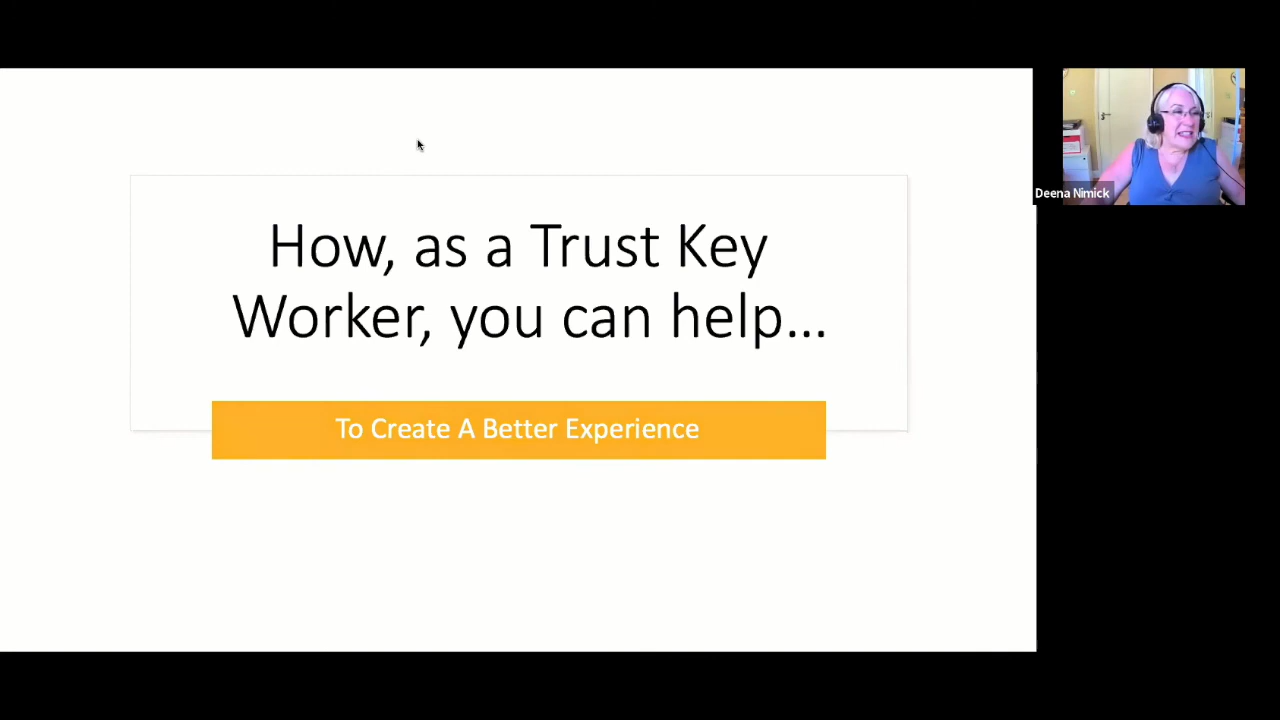 How, as a Trust Key
Worker, you can help...
To Create A Better Experience
Deena Nimick